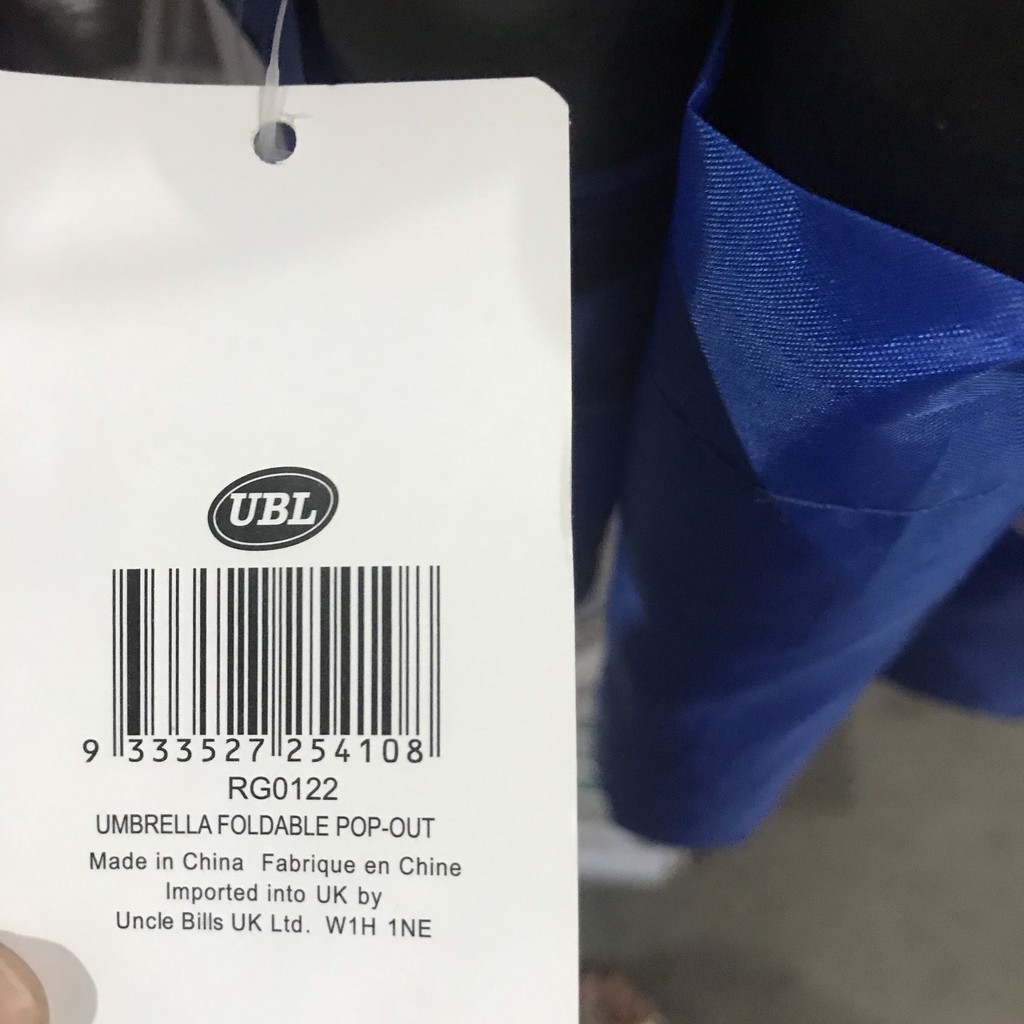 UBL
9 333527 254108
RG0122
UMBRELLA FOLDABLE POP-OUT
Made in China Fabrique en Chine
Imported into UK by
Uncle Bills UK Ltd. W1H 1NE